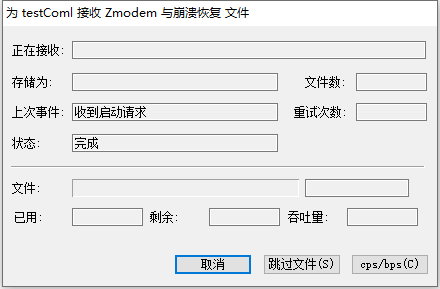 为 testComl 接收 Zmodem 与崩溃恢复 文件
正在接收:
存储为: 文件数:
上次事件: 收到启动请求 重试次数:
状态: 完成
文件:
已用: 剩余: 吞吐量:
取消 跳过文件(S) cps/bps(C)